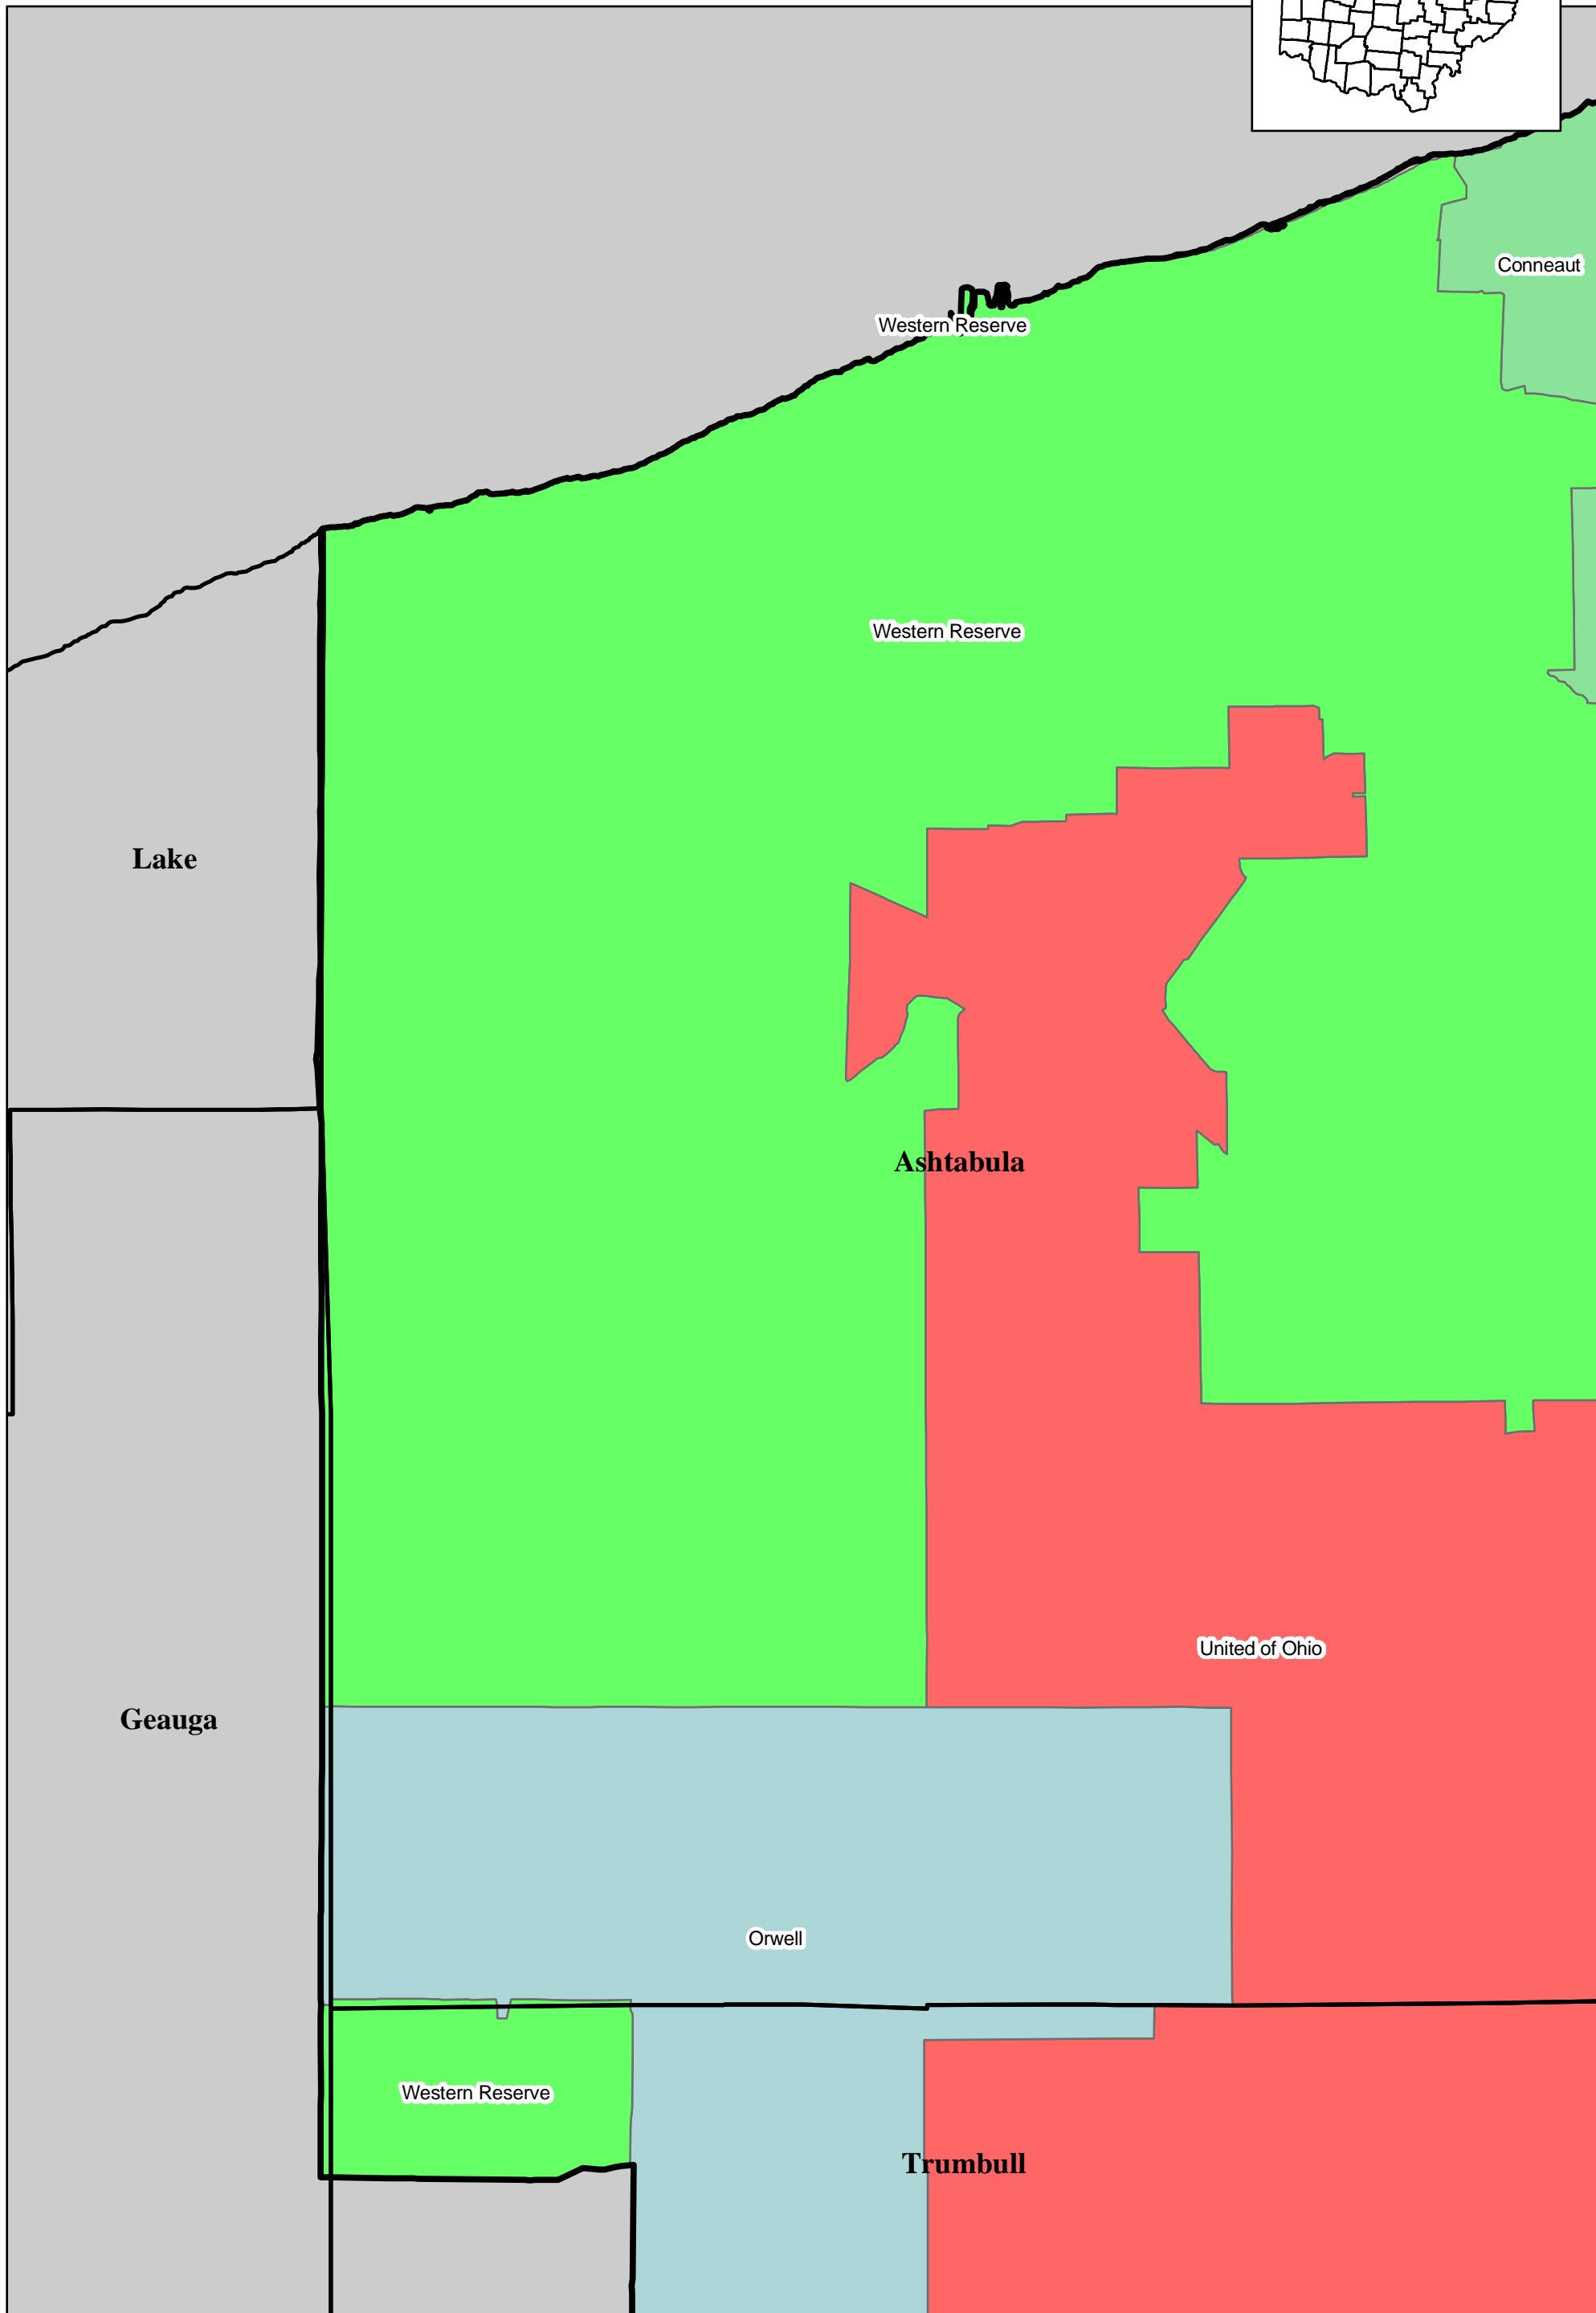 Conneaut
Western Reserve
Western Reserve
Lake
Ashtabula
United of Ohio
Geauga
Orwell
Western Reserve
Trumbull